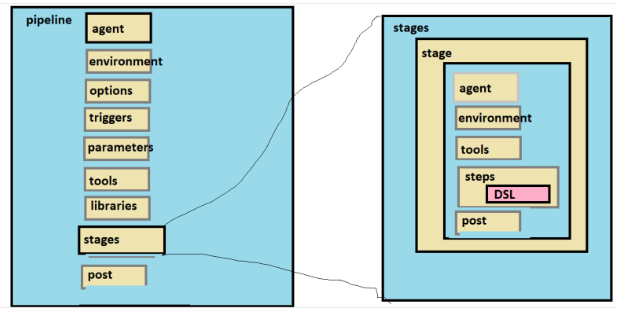 pipeline
agent
environment
options
triggers
parameters
tools
libraries
stages
post
stages
stage
agent
environment
tools
steps
DSL
post